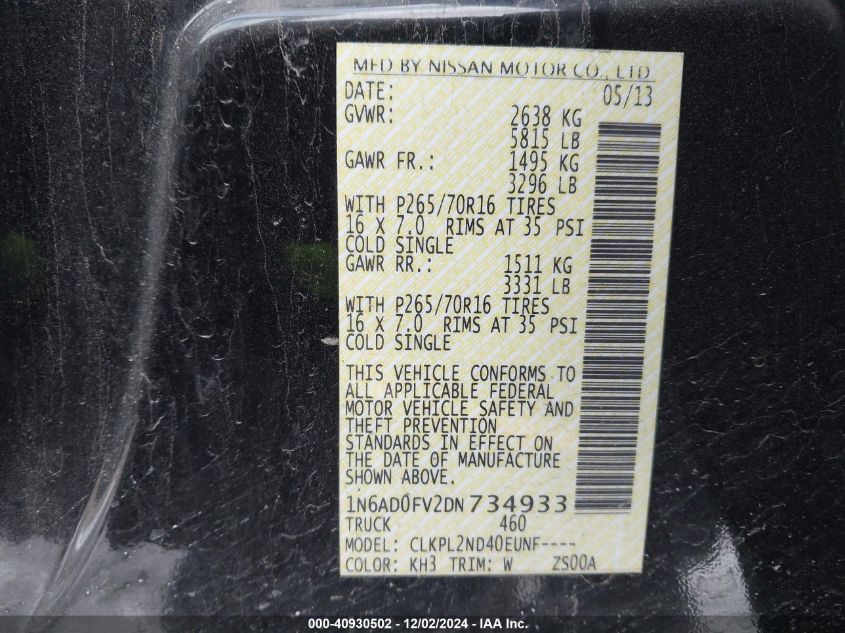 MFD BY NISSAN MOTOR CO., LTD.
DATE: 05/13
GVWR: 2638 KG
5815 LB
GAWR FR.: 1495 KG
3296 LB
WITH P265/70R16 TIRES
16 X 7.0 RIMS AT 35 PSI
COLD SINGLE
GAWR RR.: 1511 KG
3331 LB
WITH P265/70R16 TIRES
16 X 7.0 RIMS AT 35 PSI
COLD SINGLE
THIS VEHICLE CONFORMS TO
ALL APPLICABLE FEDERAL
MOTOR VEHICLE SAFETY AND
THEFT PREVENTION
STANDARDS IN EFFECT ON
THE DATE OF MANUFACTURE
SHOWN ABOVE.
1N6AD0FV2DN734933
TRUCK 460
MODEL: CLKPL2ND40EUNF----
COLOR: KH3 TRIM: W ZS00A
000-40930502 - 12/02/2024 - IAA Inc.